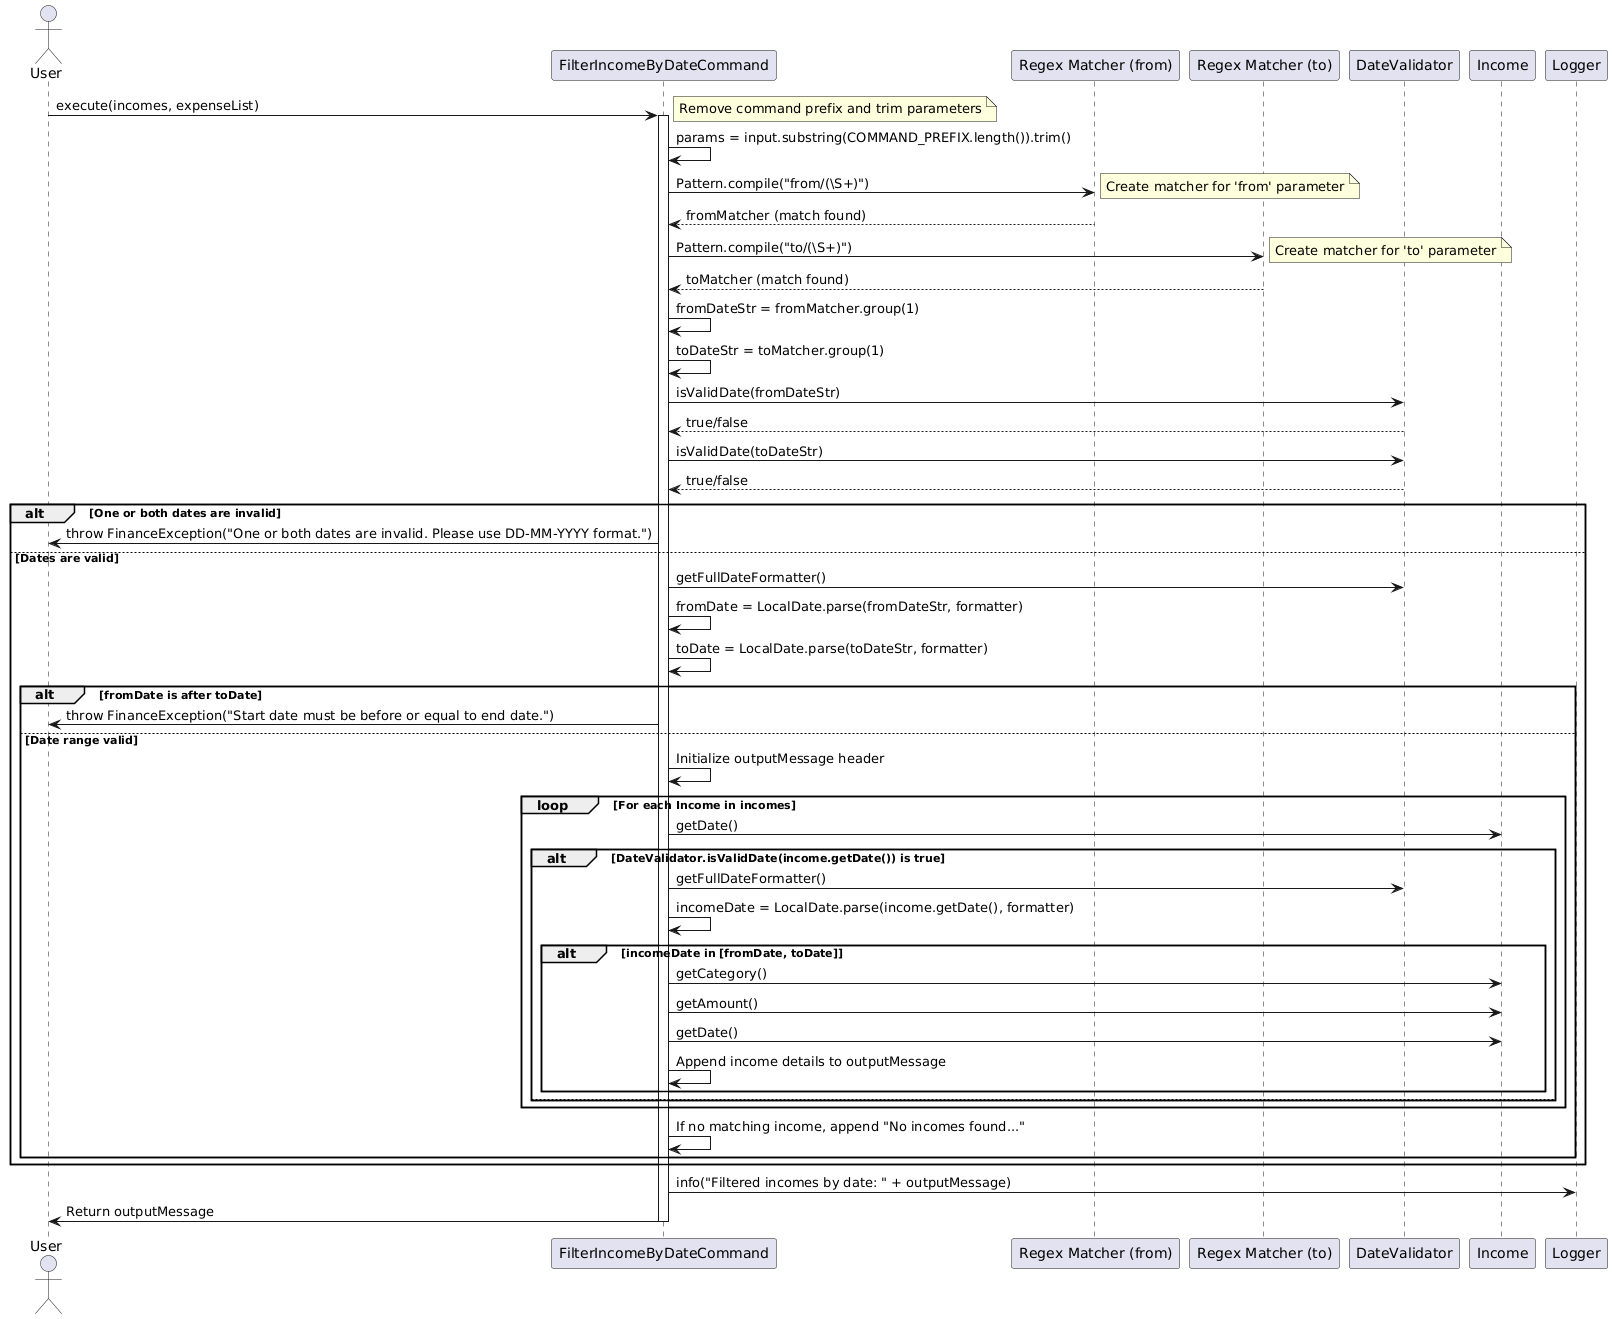 User
FilterIncomeByDateCommand
Regex Matcher (from)
Regex Matcher (to)
DateValidator
Income
Logger
execute(incomes, expenseList)
Remove command prefix and trim parameters
params = input.substring(COMMAND_PREFIX.length()).trim()
Pattern.compile("from/(\S+)")
Create matcher for 'from' parameter
fromMatcher (match found)
Pattern.compile("to/(\S+)")
Create matcher for 'to' parameter
toMatcher (match found)
fromDateStr = fromMatcher.group(1)
toDateStr = toMatcher.group(1)
isValidDate(fromDateStr)
true/false
isValidDate(toDateStr)
true/false
alt [One or both dates are invalid]
throw FinanceException("One or both dates are invalid. Please use DD-MM-YYYY format.")
[Dates are valid]
getFullDateFormatter()
fromDate = LocalDate.parse(fromDateStr, formatter)
toDate = LocalDate.parse(toDateStr, formatter)
alt [fromDate is after toDate]
throw FinanceException("Start date must be before or equal to end date.")
[Date range valid]
Initialize outputMessage header
loop [For each Income in incomes]
getDate()
alt [DateValidator.isValidDate(income.getDate()) is true]
getFullDateFormatter()
incomeDate = LocalDate.parse(income.getDate(), formatter)
alt [incomeDate in [fromDate, toDate]]
getCategory()
getAmount()
getDate()
Append income details to outputMessage
If no matching income, append "No incomes found..."
info("Filtered incomes by date: " + outputMessage)
Return outputMessage
User
FilterIncomeByDateCommand
Regex Matcher (from)
Regex Matcher (to)
DateValidator
Income
Logger